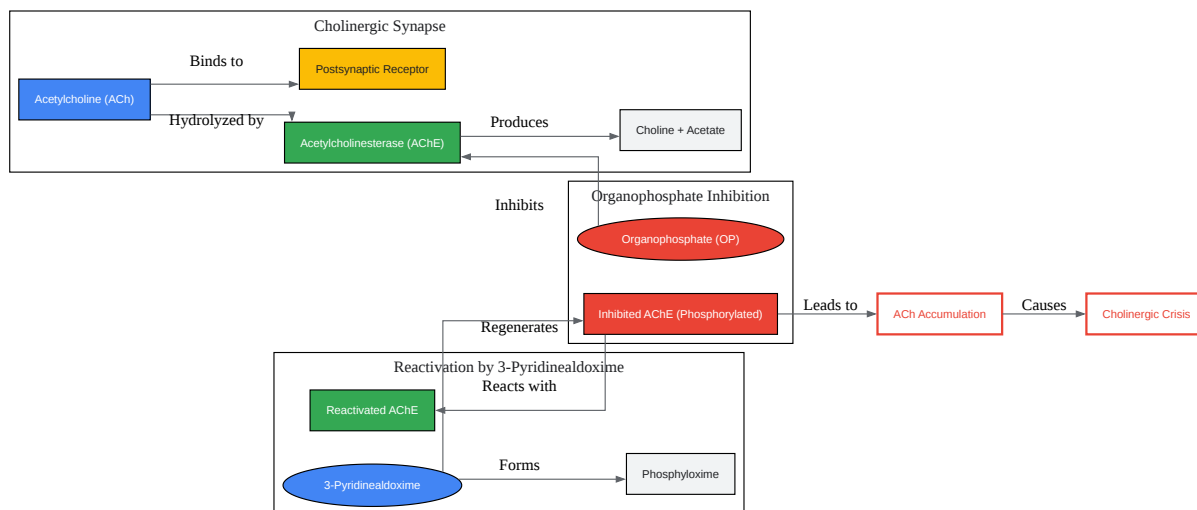 Cholinergic Synapse
Binds to
Postsynaptic Receptor
Acetylcholine (ACh)
Hydrolyzed by
Acetylcholinesterase (AChE)
Produces
Choline + Acetate
Inhibits
Organophosphate Inhibition
Organophosphate (OP)
Inhibited AChE (Phosphorylated)
Leads to
ACh Accumulation
Causes
Cholinergic Crisis
Regenerates
Reactivation by 3-Pyridinealdoxime
Reacts with
Reactivated AChE
3-Pyridinealdoxime
Forms
Phosphyloxime